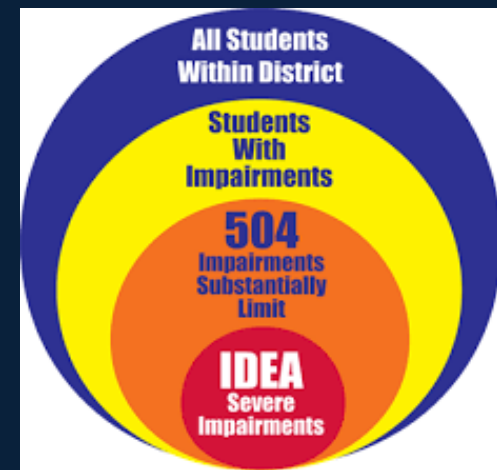 All Students
Within District
Students
With
Impairments
504
Impairments
Substantially
Limit
IDEA
Severe
Impairments